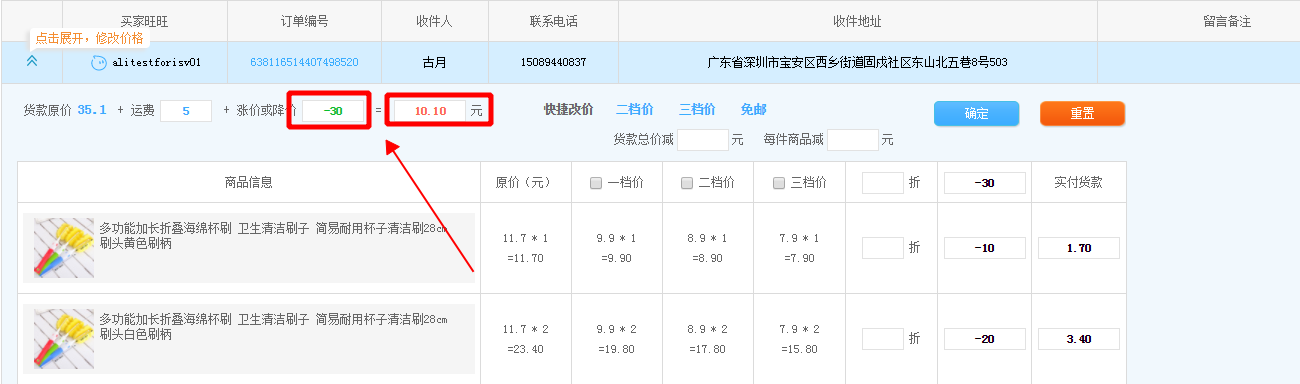 买家旺旺 订单编号 收件人 联系电话 收件地址 留言备注
点击展开，修改价格
alitestforisv01 638116514407498520 古月 15089440837 广东省深圳市宝安区西乡街道固戍社区东山北五巷8号503
货款原价 35.1 + 运费 5 + 涨价或降价 -30 = 10.10 元 快捷改价 二档价 三档价 免邮 确定 重置
货款总价减 元 每件商品减 元
商品信息 原价（元） 一档价 二档价 三档价 折 -30 实付货款
多功能加长折叠海绵杯刷 卫生清洁刷子 简易耐用杯子清洁刷28cm
刷头黄色刷柄
11.7 * 1 9.9 * 1 8.9 * 1 7.9 * 1 折 -10 1.70
=11.70 =9.90 =8.90 =7.90
多功能加长折叠海绵杯刷 卫生清洁刷子 简易耐用杯子清洁刷28cm
刷头白色刷柄
11.7 * 2 9.9 * 2 8.9 * 2 7.9 * 2 折 -20 3.40
=23.40 =19.80 =17.80 =15.80